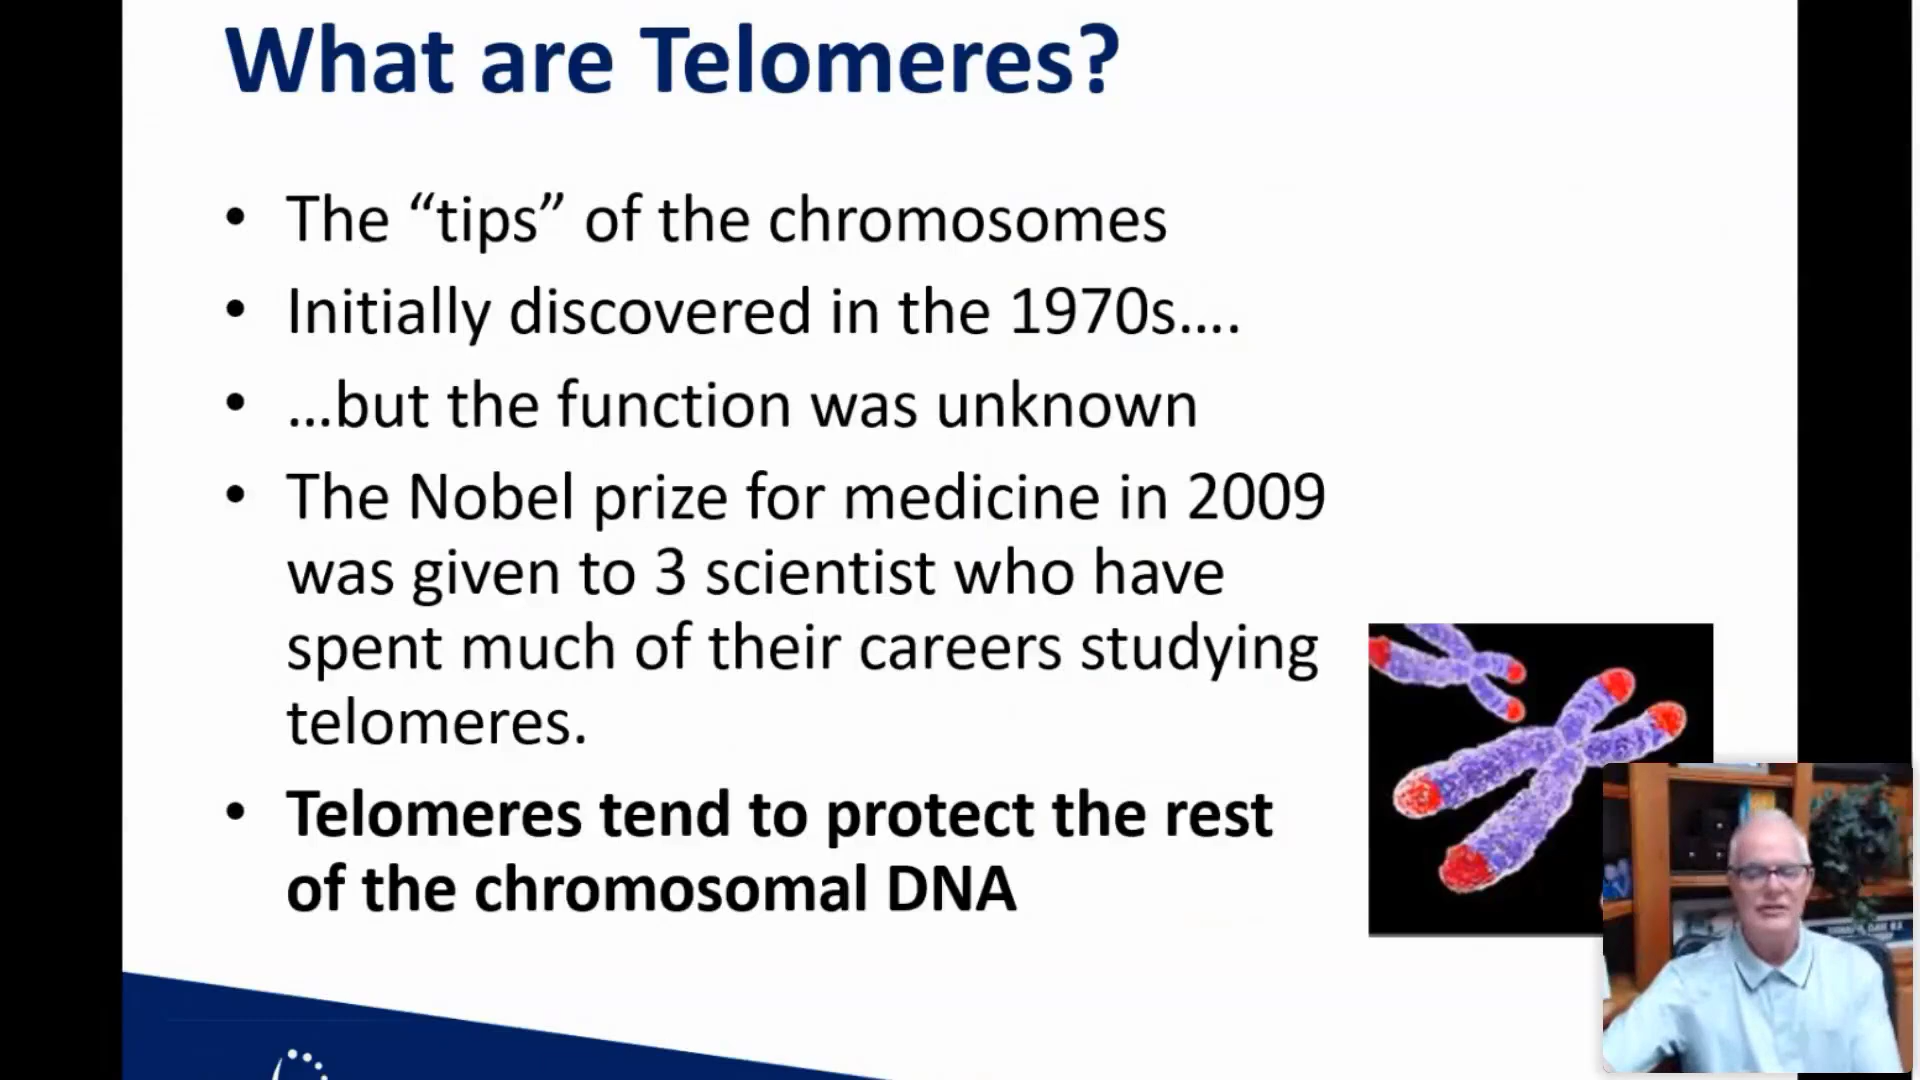 What are Telomeres?
• The “tips” of the chromosomes
• Initially discovered in the 1970s....
• ...but the function was unknown
• The Nobel prize for medicine in 2009
was given to 3 scientist who have
spent much of their careers studying
telomeres.
• Telomeres tend to protect the rest
of the chromosomal DNA